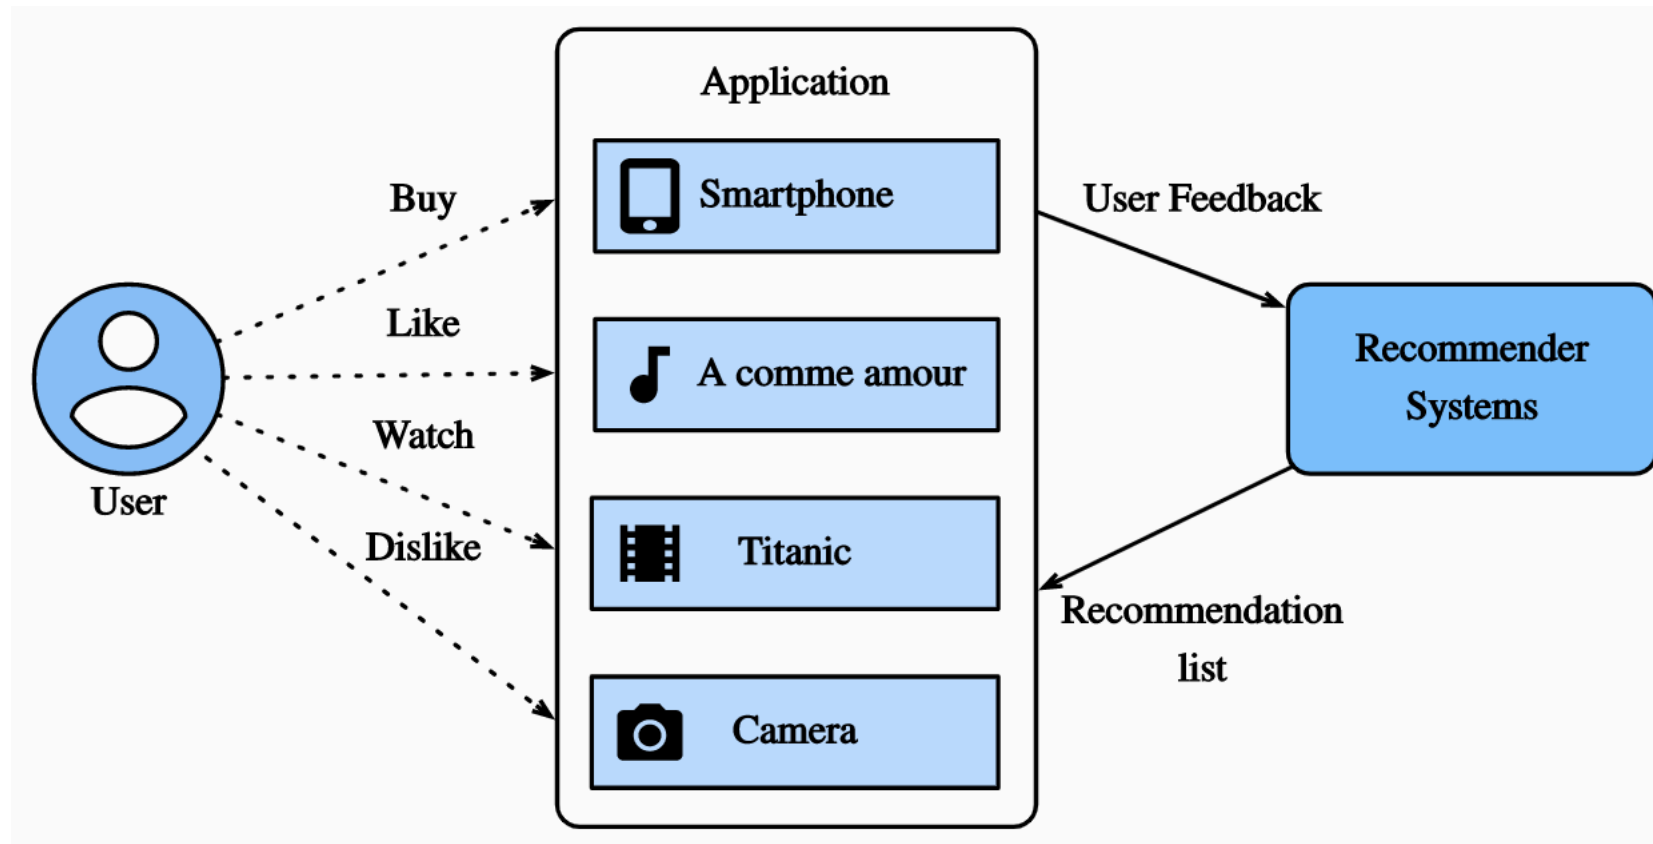 Application
Buy
Smartphone
User Feedback
Like
A comme amour
Recommender
Systems
Watch
User
Dislike
Titanic
Recommendation
list
Camera